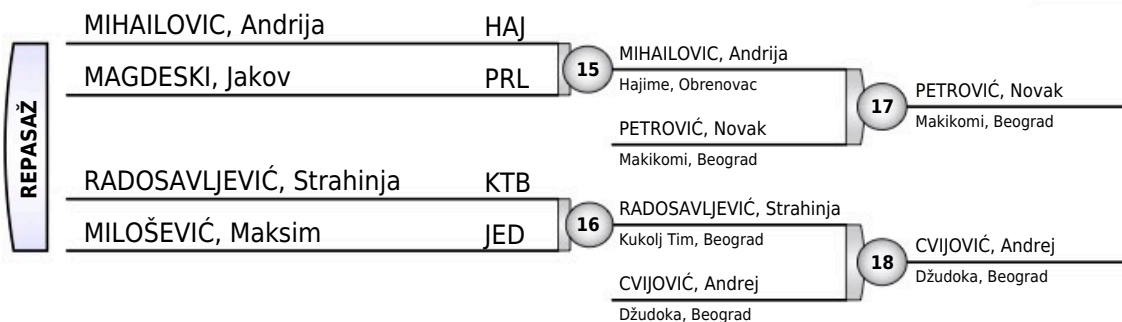 REPASAŽ
MIHAILOVIC, Andrija HAJ
MAGDESKI, Jakov PRL
15
MIHAILOVIC, Andrija
Hajime, Obrenovac
PETROVIĆ, Novak
Makikomi, Beograd
17
PETROVIĆ, Novak
Makikomi, Beograd
RADOSAVLJEVIĆ, Strahinja KTB
MILOŠEVIĆ, Maksim JED
16
RADOSAVLJEVIĆ, Strahinja
Kukolj Tim, Beograd
CVIJOVIĆ, Andrej
Džudoka, Beograd
18
CVIJOVIĆ, Andrej
Džudoka, Beograd